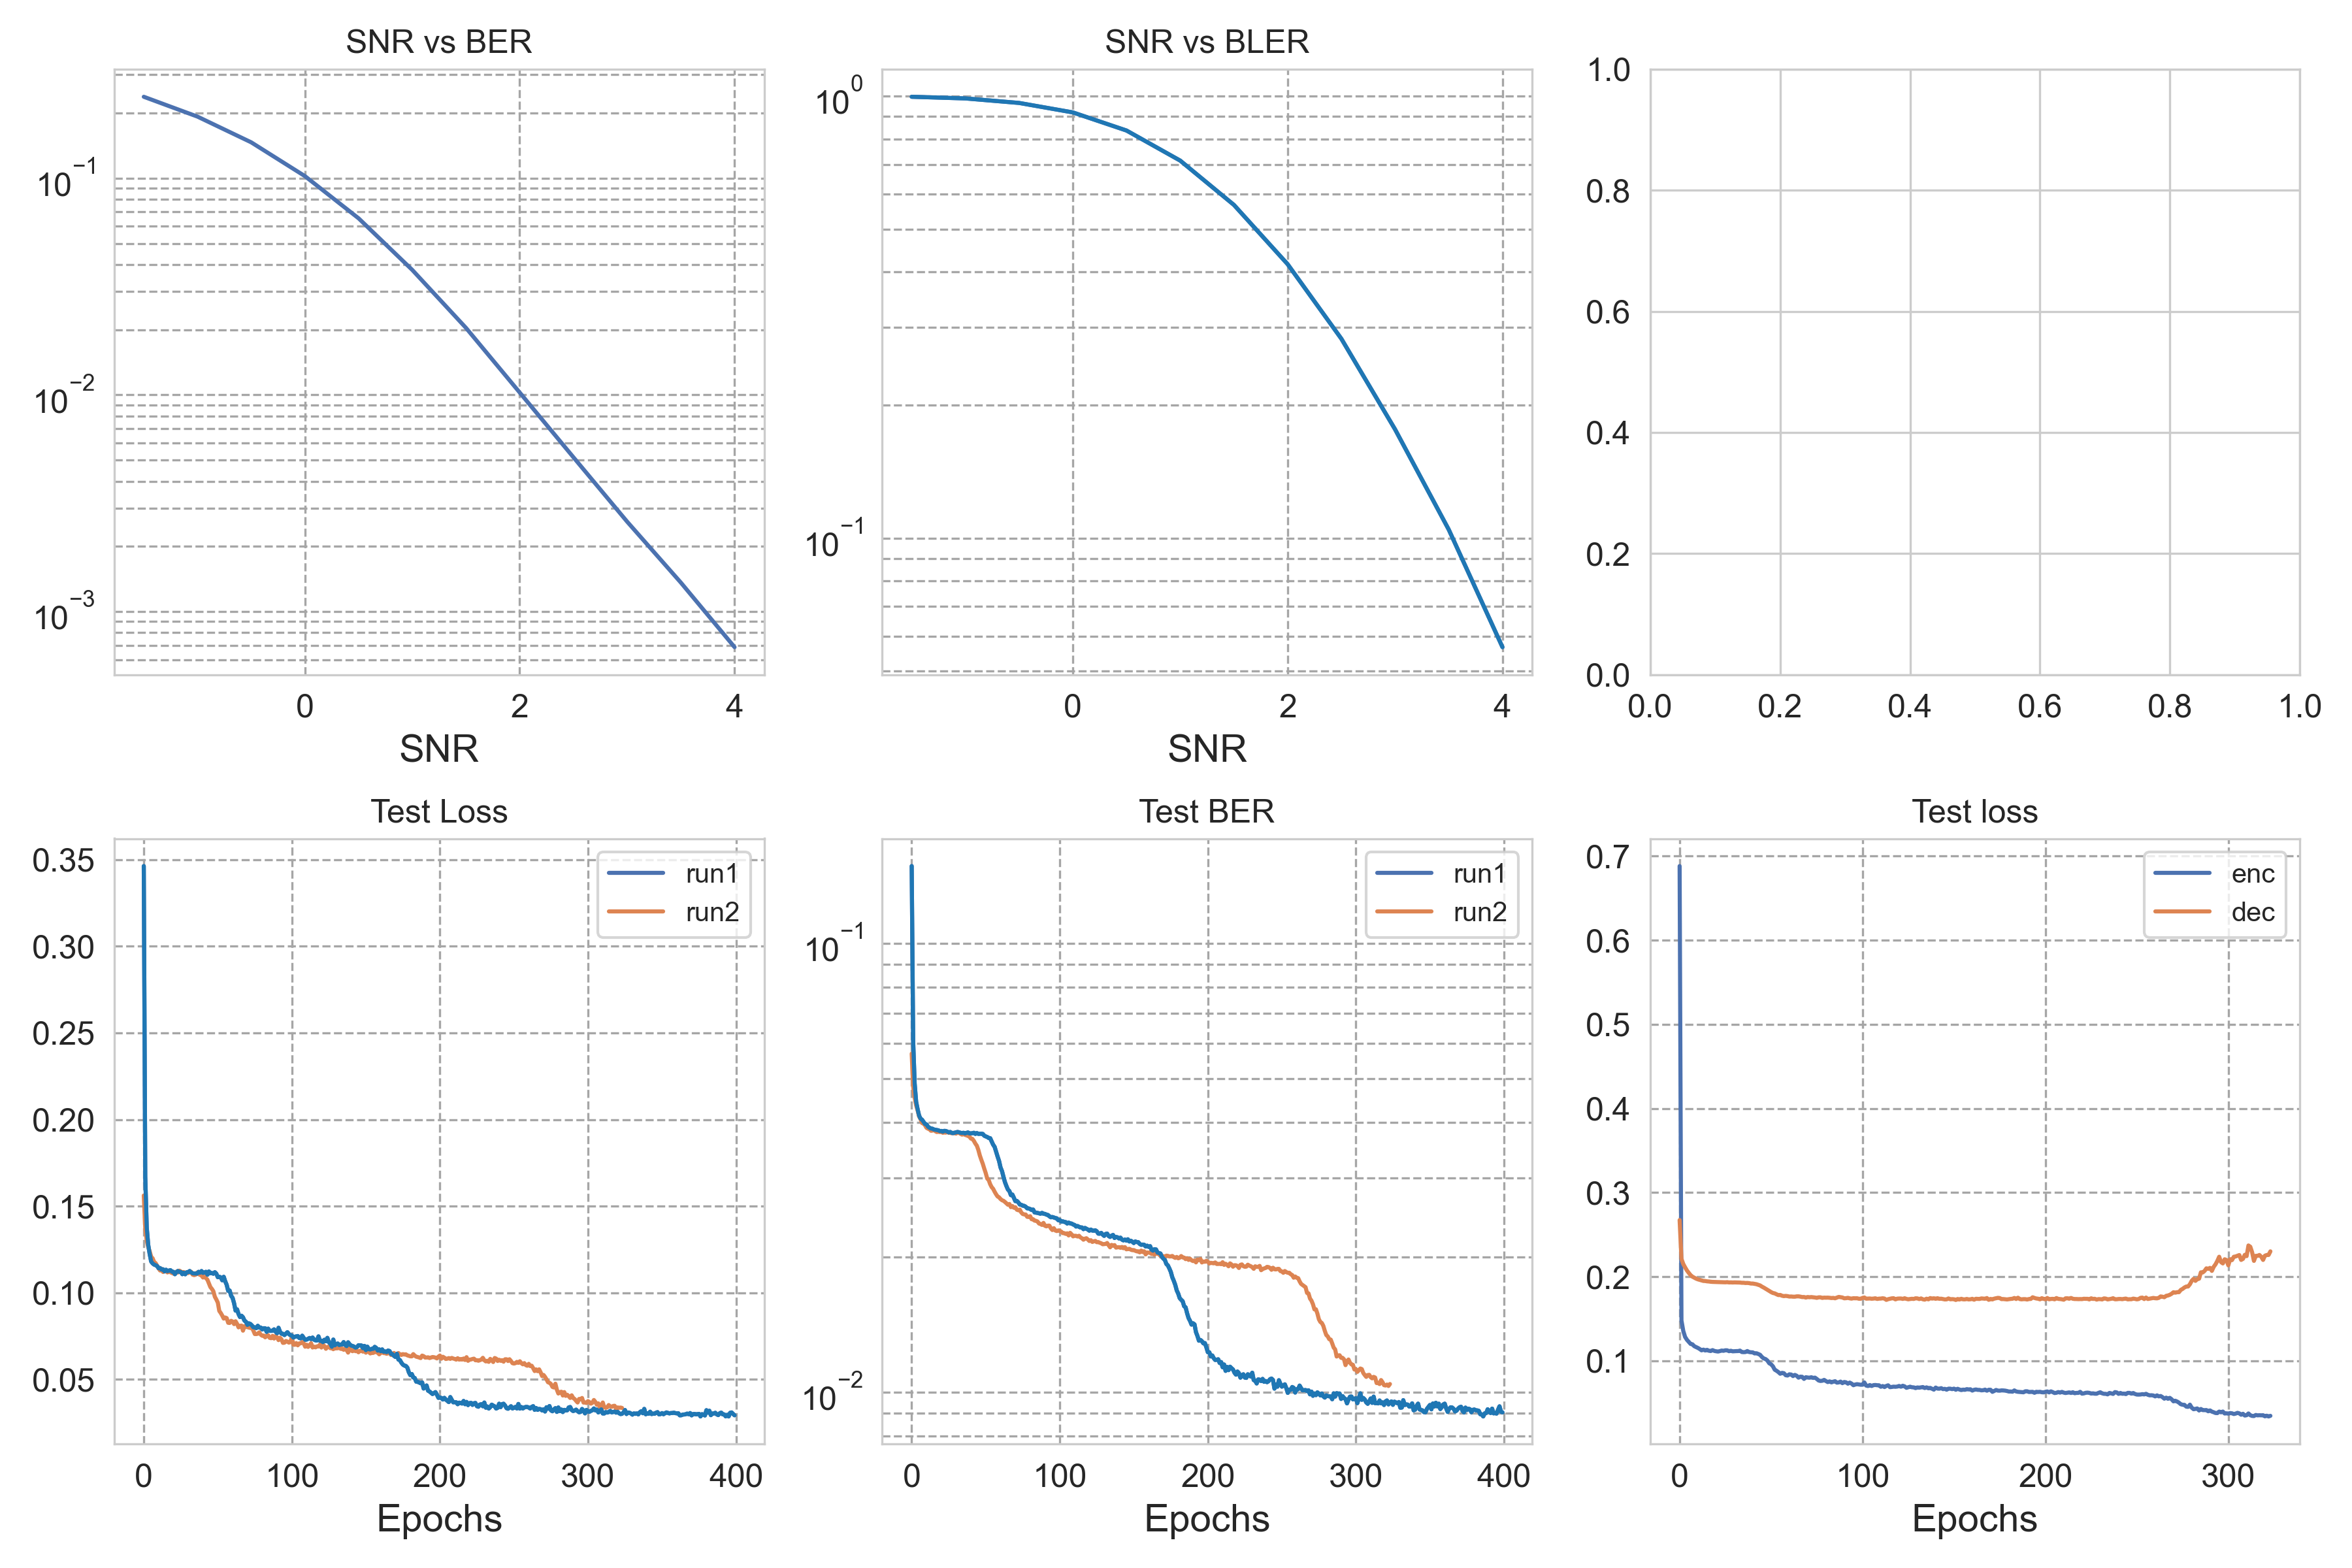 SNR vs BER
10^−1
10^−2
10^−3
0 2 4
SNR
SNR vs BLER
10^0
10^−1
0 2 4
SNR
1.0
0.8
0.6
0.4
0.2
0.0
0.0 0.2 0.4 0.6 0.8 1.0
Test Loss
run1
run2
0.35
0.30
0.25
0.20
0.15
0.10
0.05
0 100 200 300 400
Epochs
Test BER
run1
run2
10^−1
10^−2
0 100 200 300 400
Epochs
Test loss
enc
dec
0.7
0.6
0.5
0.4
0.3
0.2
0.1
0 100 200 300
Epochs